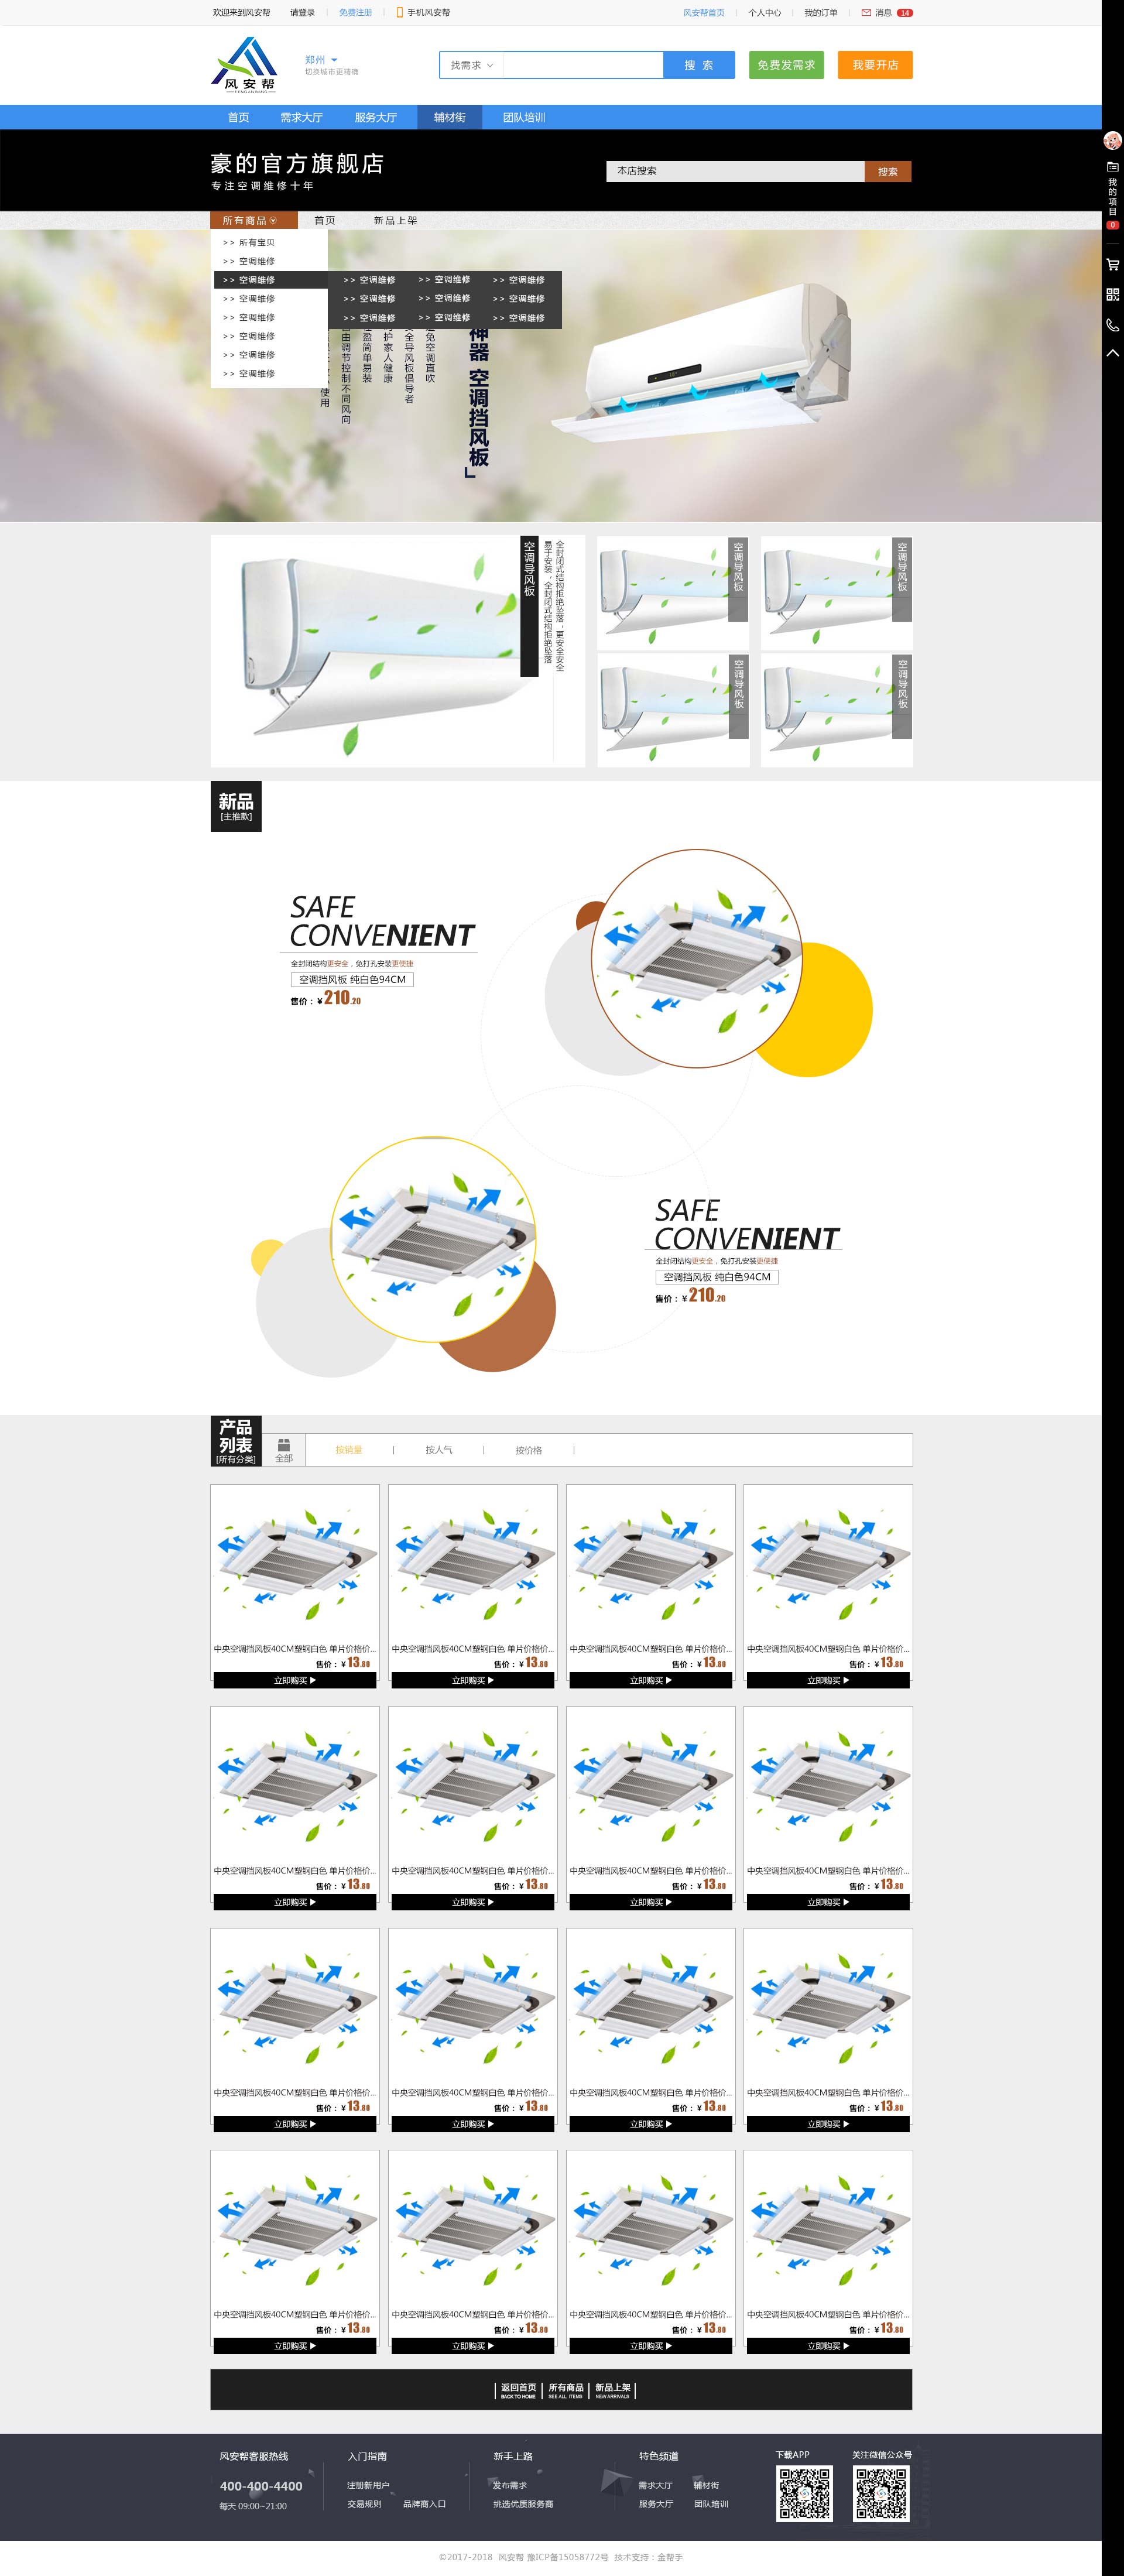 欢迎来到风安帮 请登录 免费注册 手机风安帮 风安帮首页 个人中心 我的订单 消息 14
风安帮
FENGANBANG
郑州
切换城市更精确
找需求 搜 索 免费发需求 我要开店
首页 需求大厅 服务大厅 辅材街 团队培训
豪的官方旗舰店
专注空调维修十年
本店搜索 搜索
所有商品 首页 新品上架
>> 所有宝贝
>> 空调维修
>> 空调维修 >> 空调维修 >> 空调维修 >> 空调维修
>> 空调维修 >> 空调维修 >> 空调维修 >> 空调维修
>> 空调维修 >> 空调维修 >> 空调维修 >> 空调维修
>> 空调维修
>> 空调维修
>> 空调维修
神器 空调挡风板
免空调直吹
全导风板倡导者
护家人健康
盈简单易装
由调节控制不同风向
使用
我的项目
0
空调导风板
全封闭式结构拒绝坠落,更安全安全
易于安装,全封闭式结构拒绝坠落
空调导风板
空调导风板
空调导风板
空调导风板
新品
[主推款]
SAFE
CONVENIENT
全封闭结构更安全,免打孔安装更便捷
空调挡风板 纯白色94CM
售价:¥210.20
SAFE
CONVENIENT
全封闭结构更安全,免打孔安装更便捷
空调挡风板 纯白色94CM
售价:¥210.20
产品
列表
[所有分类]
全部 按销量 | 按人气 | 按价格 |
中央空调挡风板40CM塑钢白色 单片价格价... 中央空调挡风板40CM塑钢白色 单片价格价... 中央空调挡风板40CM塑钢白色 单片价格价... 中央空调挡风板40CM塑钢白色 单片价格价...
售价:¥13.80 售价:¥13.80 售价:¥13.80 售价:¥13.80
立即购买 立即购买 立即购买 立即购买
中央空调挡风板40CM塑钢白色 单片价格价... 中央空调挡风板40CM塑钢白色 单片价格价... 中央空调挡风板40CM塑钢白色 单片价格价... 中央空调挡风板40CM塑钢白色 单片价格价...
售价:¥13.80 售价:¥13.80 售价:¥13.80 售价:¥13.80
立即购买 立即购买 立即购买 立即购买
中央空调挡风板40CM塑钢白色 单片价格价... 中央空调挡风板40CM塑钢白色 单片价格价... 中央空调挡风板40CM塑钢白色 单片价格价... 中央空调挡风板40CM塑钢白色 单片价格价...
售价:¥13.80 售价:¥13.80 售价:¥13.80 售价:¥13.80
立即购买 立即购买 立即购买 立即购买
中央空调挡风板40CM塑钢白色 单片价格价... 中央空调挡风板40CM塑钢白色 单片价格价... 中央空调挡风板40CM塑钢白色 单片价格价... 中央空调挡风板40CM塑钢白色 单片价格价...
售价:¥13.80 售价:¥13.80 售价:¥13.80 售价:¥13.80
立即购买 立即购买 立即购买 立即购买
返回首页 所有商品 新品上架
BACK TO HOME SEE ALL ITEMS NEW ARRIVALS
风安帮客服热线 入门指南 新手上路 特色频道 下载APP 关注微信公众号
400-400-4400 注册新用户 发布需求 需求大厅 辅材街
每天 09:00~21:00 交易规则 品牌商入口 挑选优质服务商 服务大厅 团队培训
©2017-2018 风安帮 豫ICP备15058772号 技术支持:金帮手